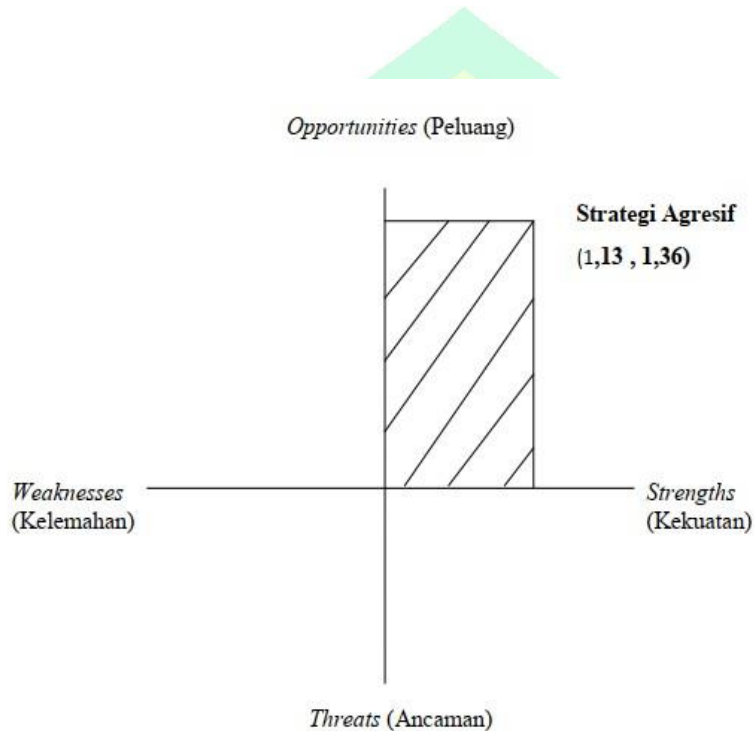 Opportunities (Peluang)
Strategi Agresif
(1,13 , 1,36)
Weaknesses
(Kelemahan)
Strengths
(Kekuatan)
Threats (Ancaman)